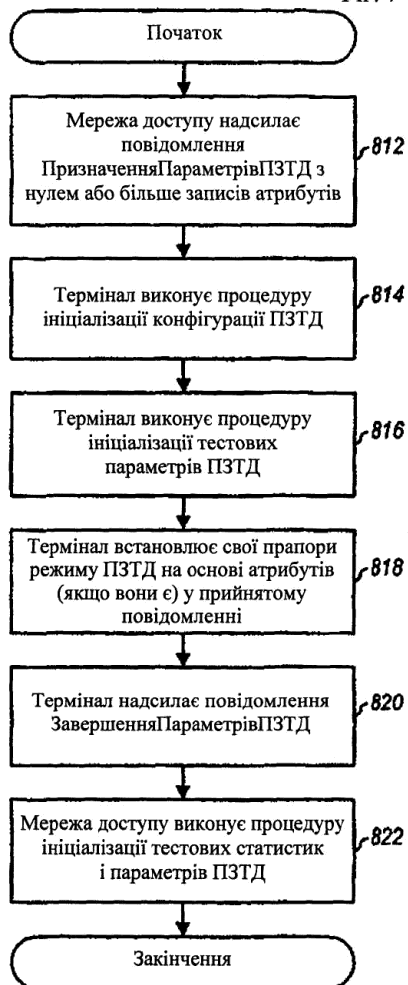 Початок
Мережа доступу надсилає
повідомлення
ПризначенняПараметрівПЗТД з
нулем або більше записів атрибутів
812
Термінал виконує процедуру
ініціалізації конфігурації ПЗТД
814
Термінал виконує процедуру
ініціалізації тестових
параметрів ПЗТД
816
Термінал встановлює свої прапори
режиму ПЗТД на основі атрибутів
(якщо вони є) у прийнятому
повідомленні
818
Термінал надсилає повідомлення
ЗавершенняПараметрівПЗТД
820
Мережа доступу виконує процедуру
ініціалізації тестових статистик
і параметрів ПЗТД
822
Закінчення